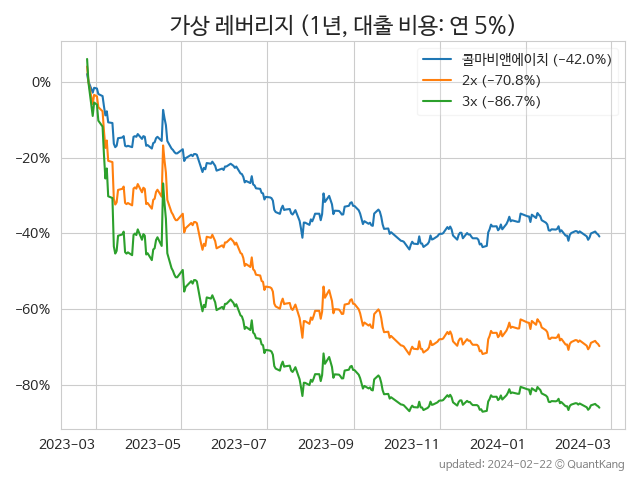 가상 레버리지 (1년, 대출 비용: 연 5%)
콜마비앤에이치 (−42.0%)
2x (−70.8%)
3x (−86.7%)
0%
−20%
−40%
−60%
−80%
2023−03 2023−05 2023−07 2023−09 2023−11 2024−01 2024−03
updated: 2024−02−22 © QuantKang